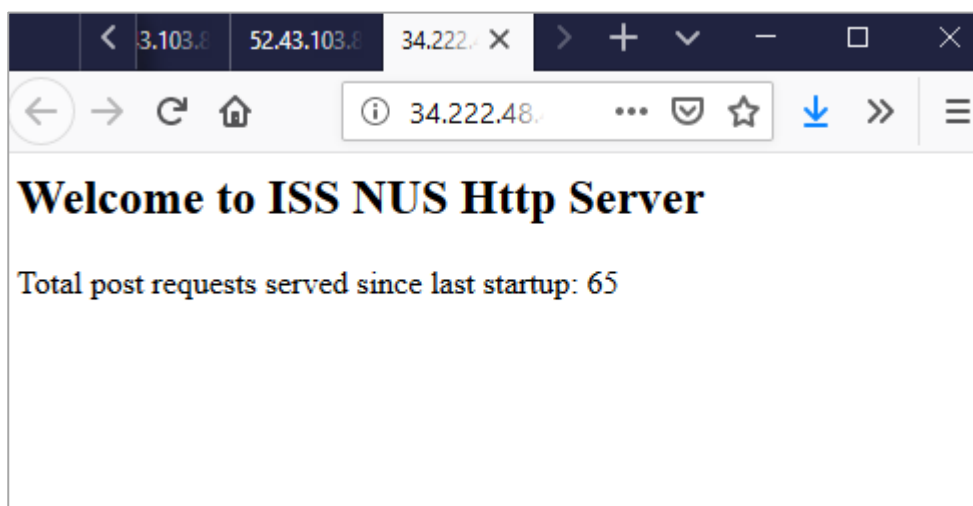 3.103.8
52.43.103.8
34.222.
34.222.48.
Welcome to ISS NUS Http Server
Total post requests served since last startup: 65